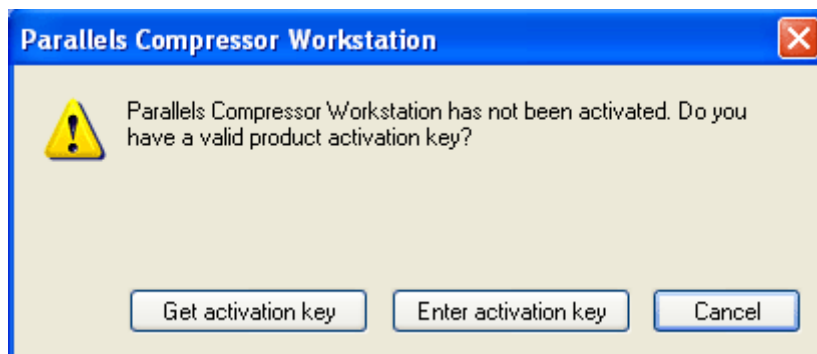 Parallels Compressor Workstation
Parallels Compressor Workstation has not been activated. Do you
have a valid product activation key?
Get activation key
Enter activation key
Cancel